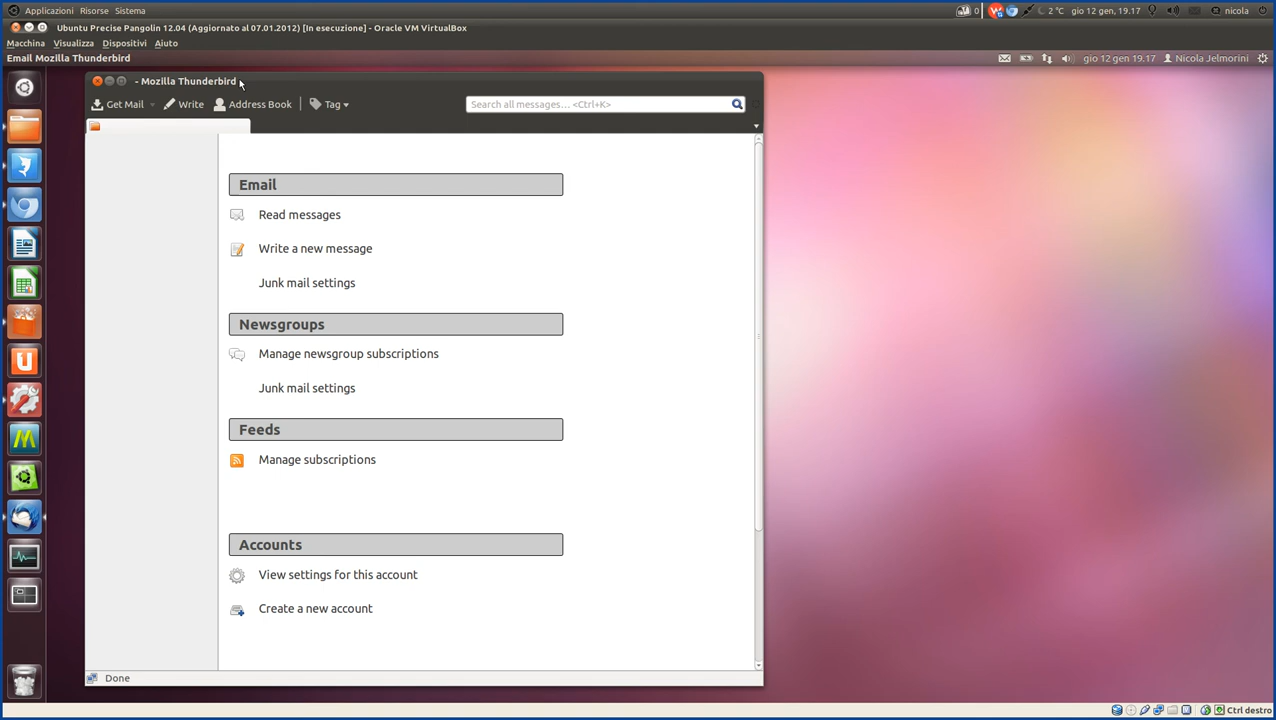 Applicazioni Risorse Sistema 0 2 °C gio 12 gen, 19.17 nicola
Ubuntu Precise Pangolin 12.04 (Aggiornato al 07.01.2012) [In esecuzione] - Oracle VM VirtualBox
Macchina Visualizza Dispositivi Aiuto
Email Mozilla Thunderbird gio 12 gen 19.17 Nicola Jelmorini
- Mozilla Thunderbird
Get Mail Write Address Book Tag Search all messages... <Ctrl+K>
Email
Read messages
Write a new message
Junk mail settings
Newsgroups
Manage newsgroup subscriptions
Junk mail settings
Feeds
Manage subscriptions
Accounts
View settings for this account
Create a new account
Done
Ctrl destro